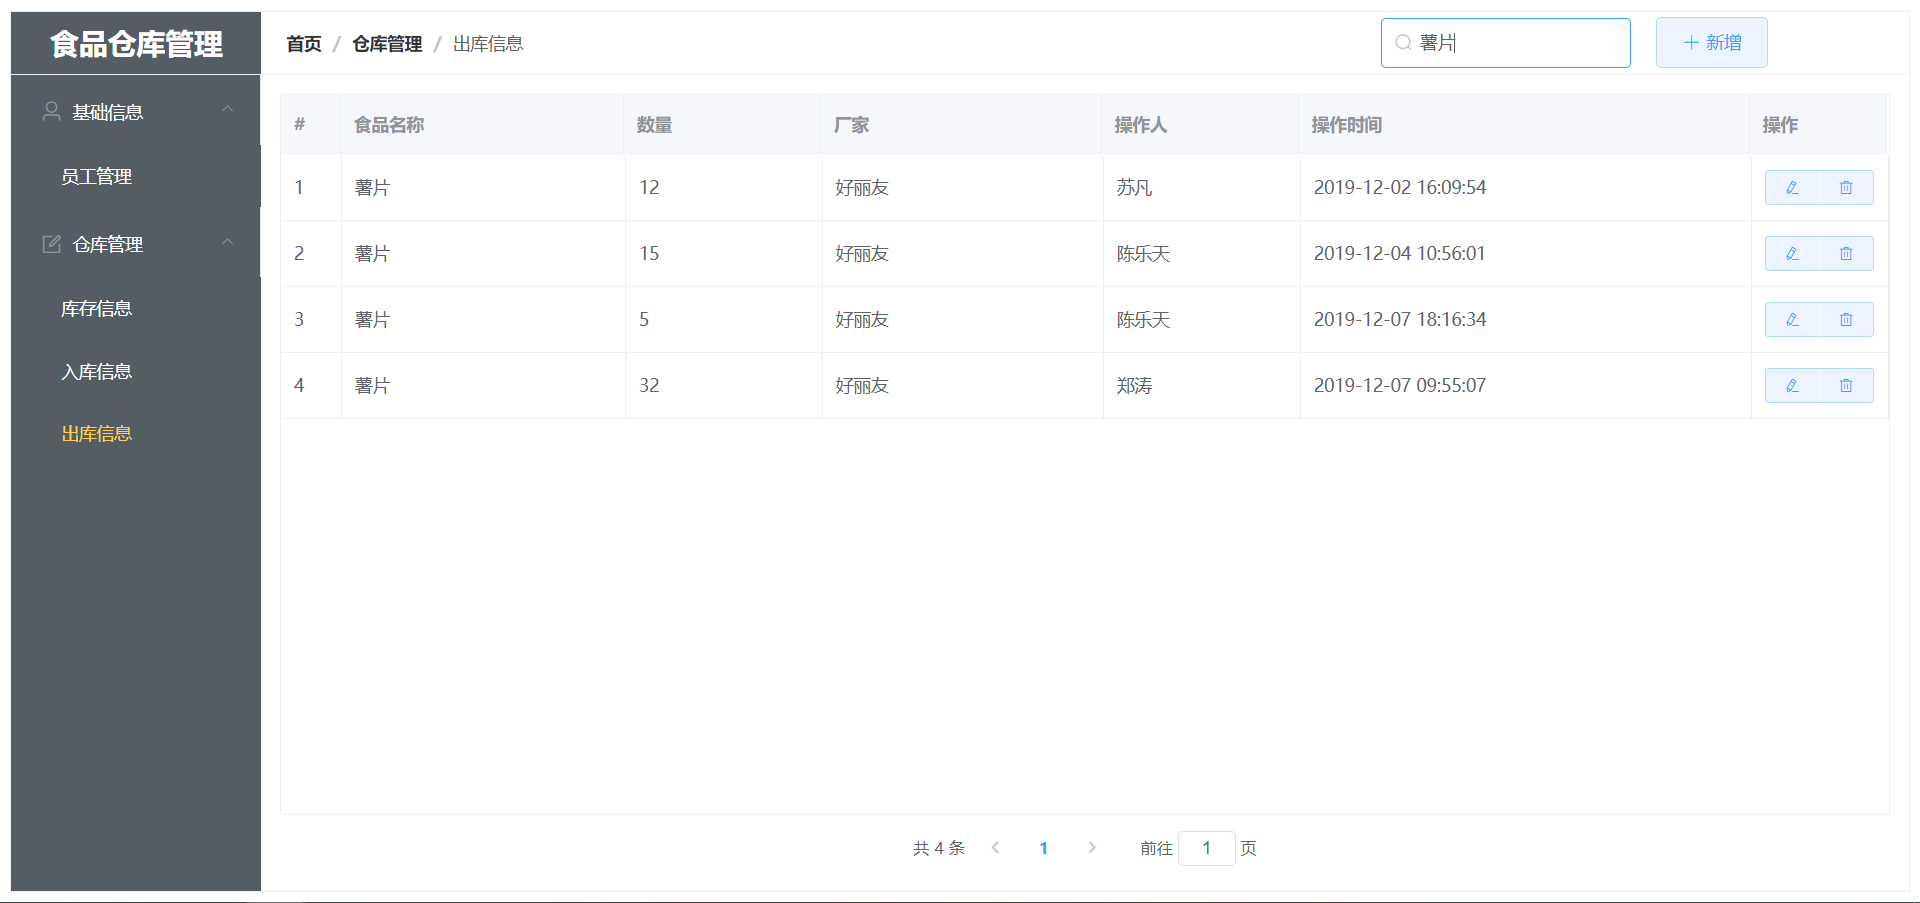 食品仓库管理
首页 / 仓库管理 / 出库信息
薯片
新增
基础信息
员工管理
仓库管理
库存信息
入库信息
出库信息
# 食品名称 数量 厂家 操作人 操作时间 操作
1 薯片 12 好丽友 苏凡 2019-12-02 16:09:54
2 薯片 15 好丽友 陈乐天 2019-12-04 10:56:01
3 薯片 5 好丽友 陈乐天 2019-12-07 18:16:34
4 薯片 32 好丽友 郑涛 2019-12-07 09:55:07
共 4 条 1 前往 1 页